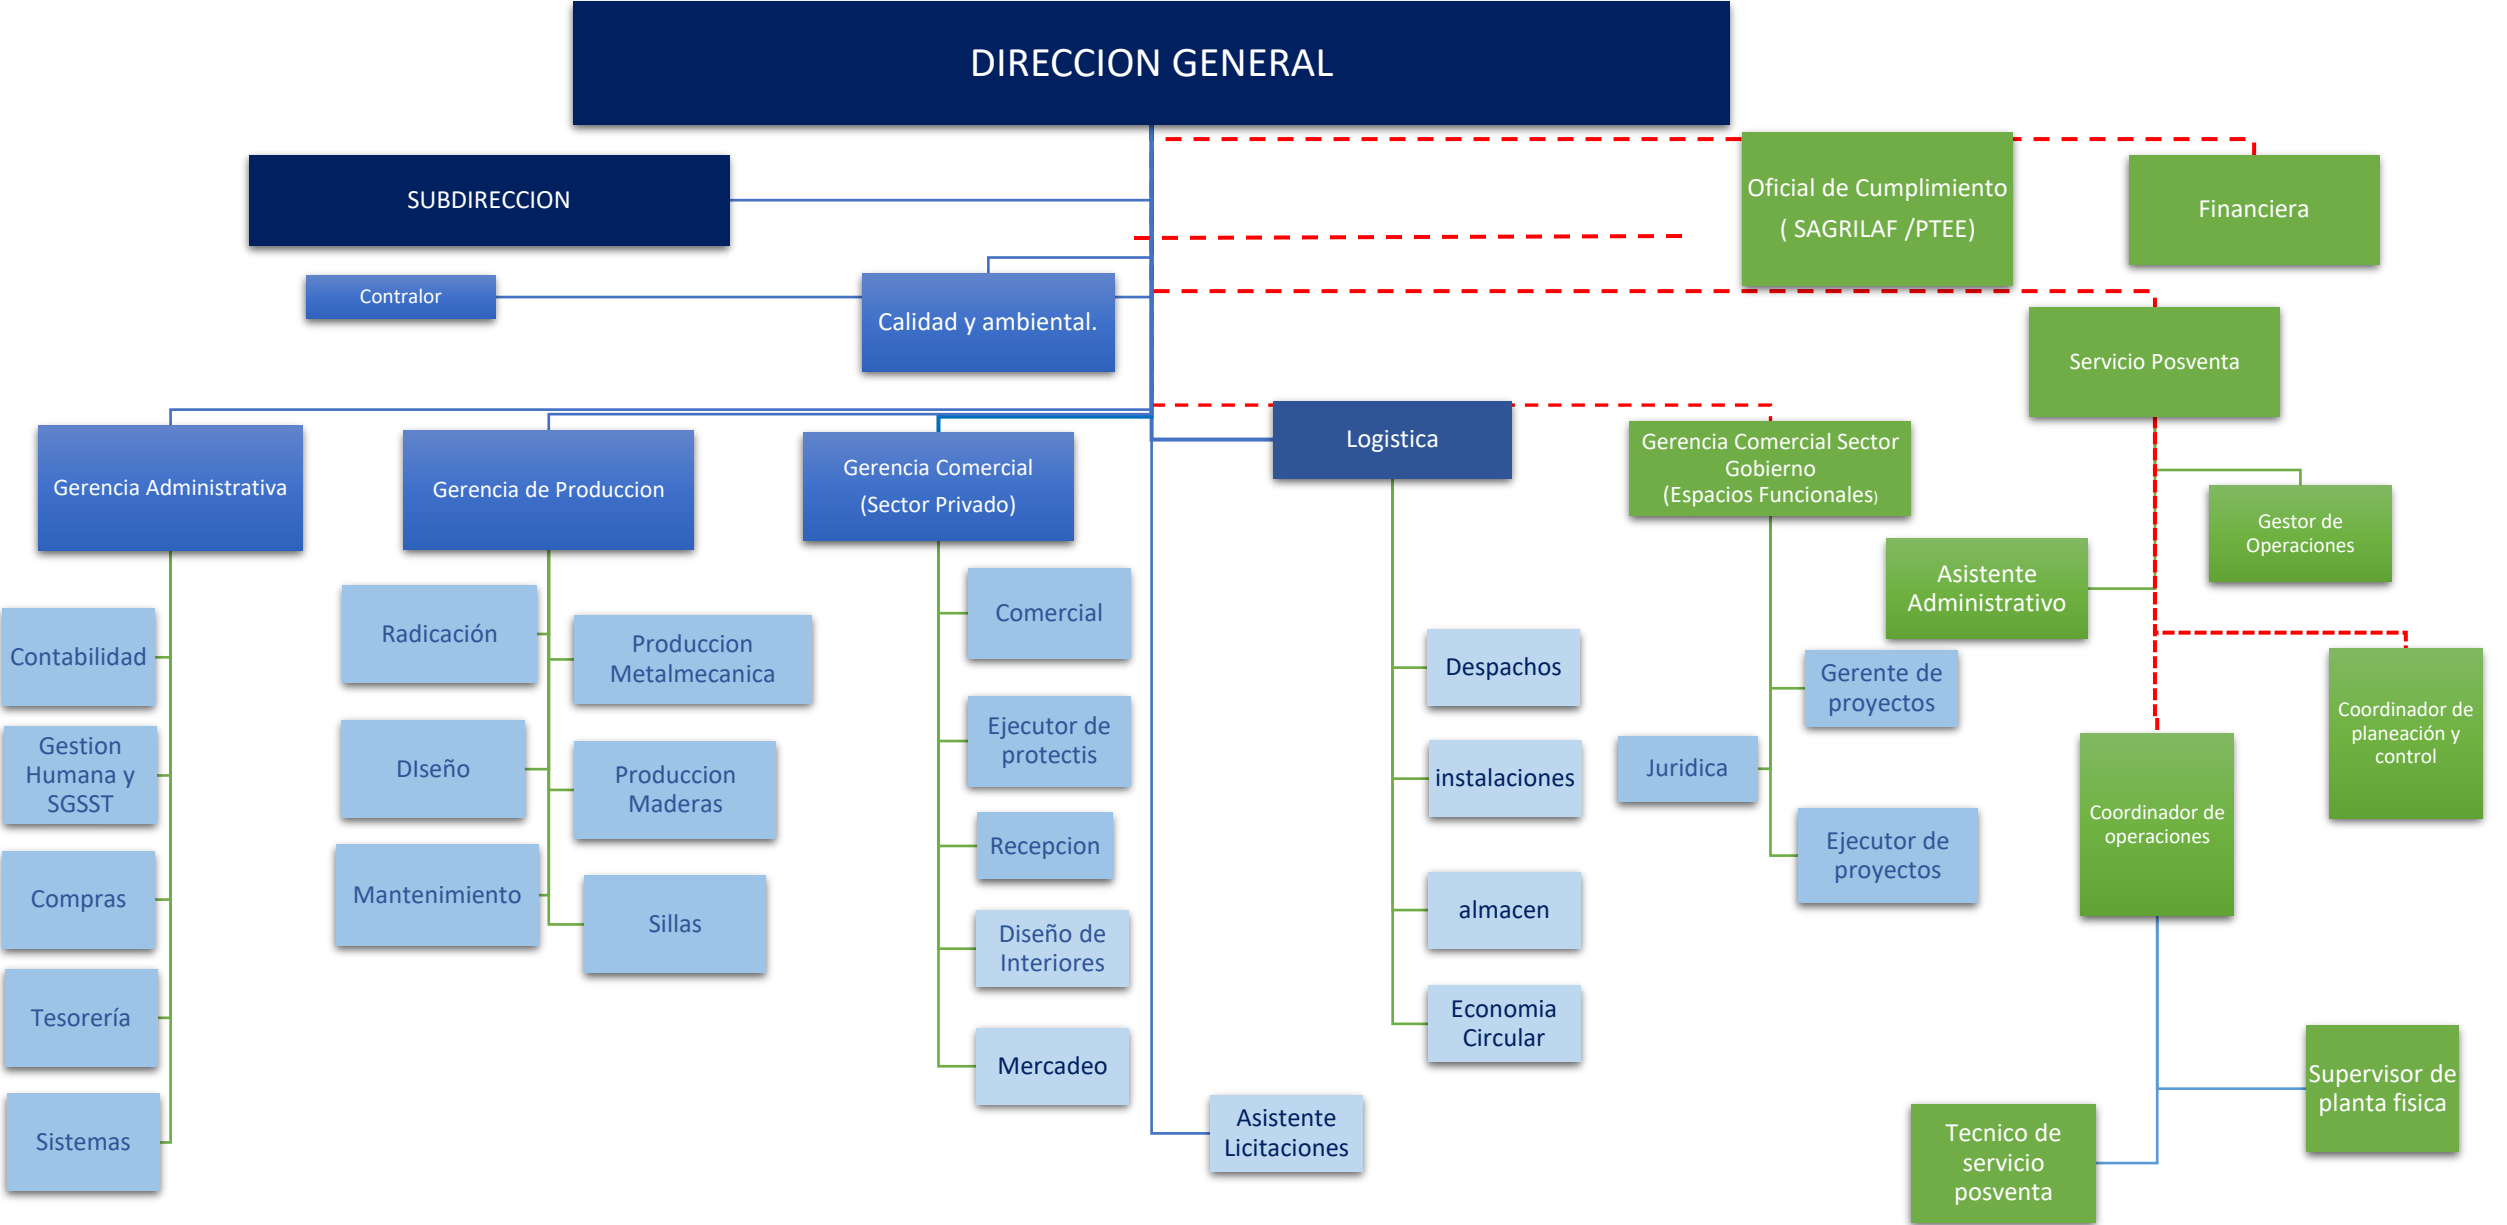 DIRECCION GENERAL
SUBDIRECCION
Oficial de Cumplimiento
( SAGRILAF /PTEE)
Financiera
Contralor
Calidad y ambiental.
Servicio Posventa
Gerencia Administrativa
Gerencia de Produccion
Gerencia Comercial
(Sector Privado)
Logistica
Gerencia Comercial Sector
Gobierno
(Espacios Funcionales)
Gestor de
Operaciones
Asistente
Administrativo
Contabilidad
Gestion
Humana y
SGSST
Compras
Tesorería
Sistemas
Radicación
DIseño
Mantenimiento
Produccion
Metalmecanica
Produccion
Maderas
Sillas
Comercial
Ejecutor de
protectis
Recepcion
Diseño de
Interiores
Mercadeo
Asistente
Licitaciones
Despachos
instalaciones
almacen
Economia
Circular
Gerente de
proyectos
Juridica
Ejecutor de
proyectos
Coordinador de
planeación y
control
Coordinador de
operaciones
Supervisor de
planta fisica
Tecnico de
servicio
posventa